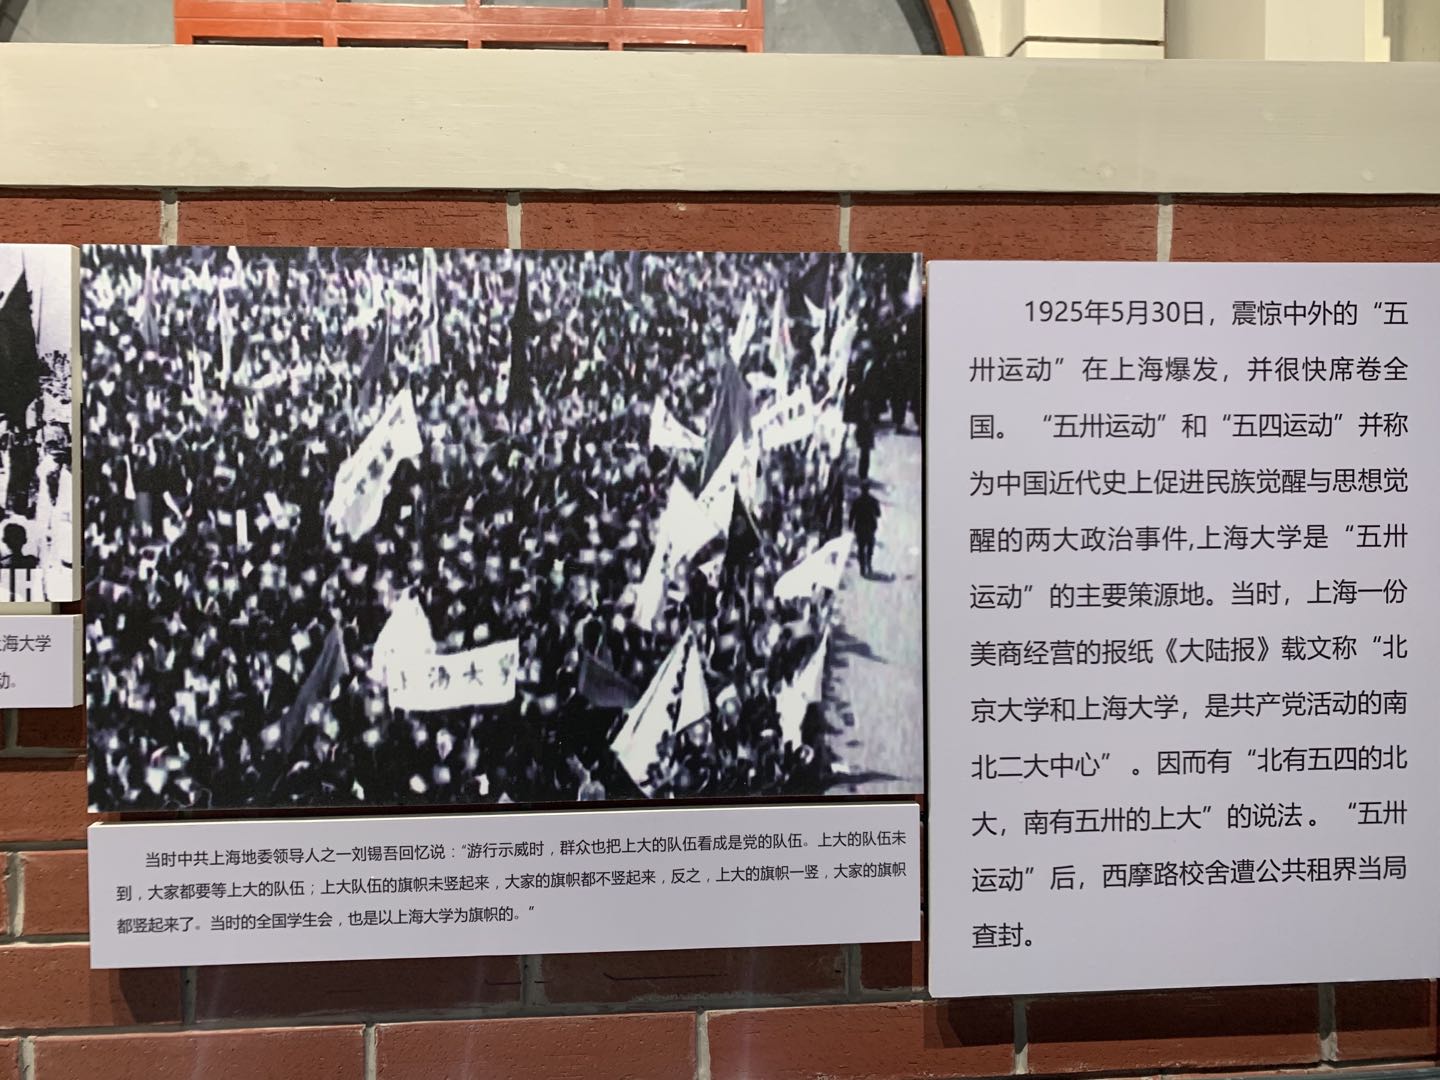 海大学
动。
上海大学
当时中共上海地委领导人之一刘锡吾回忆说：“游行示威时，群众也把上大的队伍看成是党的队伍。上大的队伍未
到，大家都要等上大的队伍；上大队伍的旗帜未竖起来，大家的旗帜都不竖起来，反之，上大的旗帜一竖，大家的旗帜
都竖起来了。当时的全国学生会，也是以上海大学为旗帜的。”
1925年5月30日，震惊中外的“五
卅运动”在上海爆发，并很快席卷全
国。“五卅运动”和“五四运动”并称
为中国近代史上促进民族觉醒与思想觉
醒的两大政治事件,上海大学是“五卅
运动”的主要策源地。当时，上海一份
美商经营的报纸《大陆报》载文称“北
京大学和上海大学，是共产党活动的南
北二大中心”。因而有“北有五四的北
大，南有五卅的上大”的说法。“五卅
运动”后，西摩路校舍遭公共租界当局
查封。